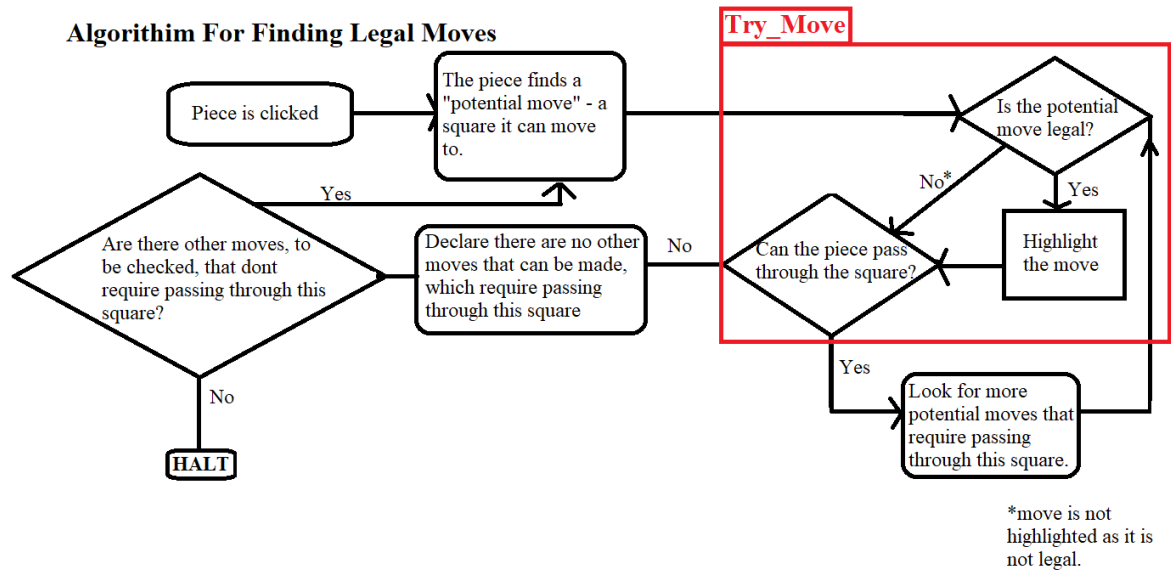 Algorithim For Finding Legal Moves
Try_Move
Piece is clicked
The piece finds a
"potential move" - a
square it can move
to.
Is the potential
move legal?
No*
Yes
Highlight
the move
Can the piece pass
through the square?
No
Declare there are no other
moves that can be made,
which require passing
through this square
Yes
Are there other moves, to
be checked, that dont
require passing through this
square?
Yes
Look for more
potential moves that
require passing
through this square.
No
HALT
*move is not
highlighted as it is
not legal.